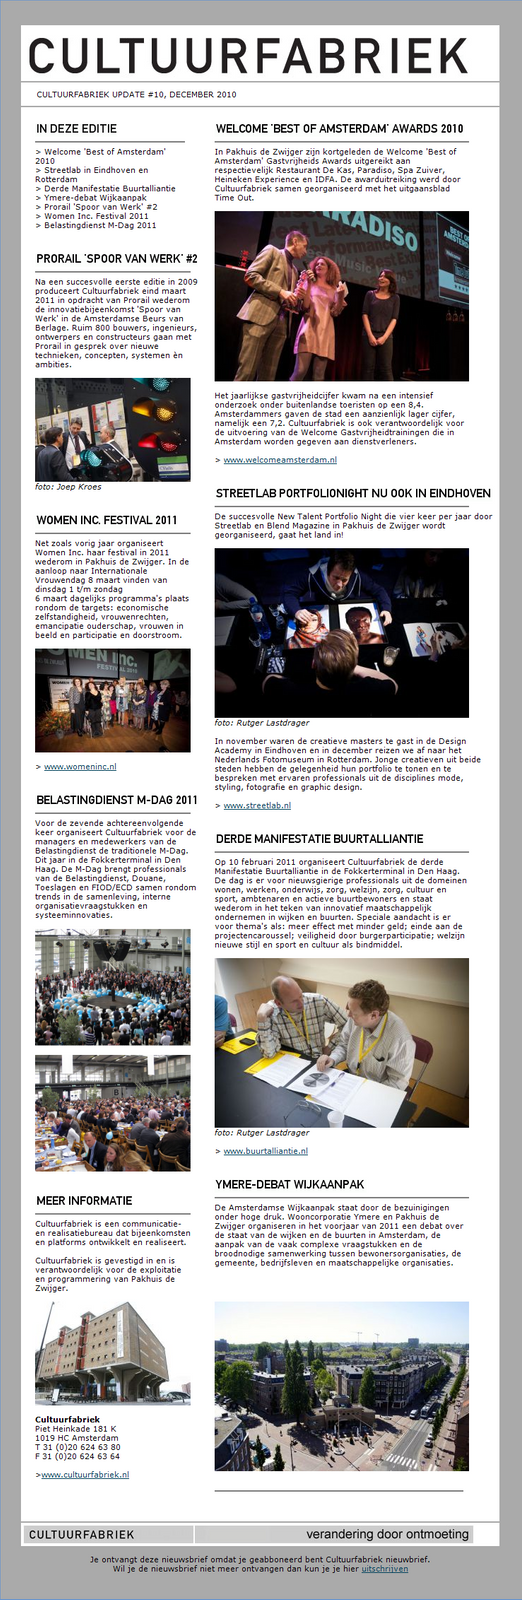 CULTUURFABRIEK
CULTUURFABRIEK UPDATE #10, DECEMBER 2010
IN DEZE EDITIE
> Welcome 'Best of Amsterdam'
2010
> Streetlab in Eindhoven en
Rotterdam
> Derde Manifestatie Buurtalliantie
> Ymere-debat Wijkaanpak
> Prorail 'Spoor van Werk' #2
> Women Inc. Festival 2011
> Belastingdienst M-Dag 2011
PRORAIL 'SPOOR VAN WERK' #2
Na een succesvolle eerste editie in 2009
produceert Cultuurfabriek eind maart
2011 in opdracht van Prorail wederom
de innovatiebijeenkomst 'Spoor van
Werk' in de Amsterdamse Beurs van
Berlage. Ruim 800 bouwers, ingenieurs,
ontwerpers en constructeurs gaan met
Prorail in gesprek over nieuwe
technieken, concepten, systemen èn
ambities.
foto: Joep Kroes
WOMEN INC. FESTIVAL 2011
Net zoals vorig jaar organiseert
Women Inc. haar festival in 2011
wederom in Pakhuis de Zwijger. In de
aanloop naar Internationale
Vrouwendag 8 maart vinden van
dinsdag 1 t/m zondag
6 maart dagelijks programma's plaats
rondom de targets: economische
zelfstandigheid, vrouwenrechten,
emancipatie ouderschap, vrouwen in
beeld en participatie en doorstroom.
OMEN INC.
FESTIVAL 2010
> www.womeninc.nl
BELASTINGDIENST M-DAG 2011
Voor de zevende achtereenvolgende
keer organiseert Cultuurfabriek voor de
managers en medewerkers van de
Belastingdienst de traditionele M-Dag.
Dit jaar in de Fokkerterminal in Den
Haag. De M-Dag brengt professionals
van de Belastingdienst, Douane,
Toeslagen en FIOD/ECD samen rondom
trends in de samenleving, interne
organisatievraagstukken en
systeeminnovaties.
MEER INFORMATIE
Cultuurfabriek is een communicatie-
en realisatiebureau dat bijeenkomsten
en platforms ontwikkelt en realiseert.
Cultuurfabriek is gevestigd in en is
verantwoordelijk voor de exploitatie
en programmering van Pakhuis de
Zwijger.
Cultuurfabriek
Piet Heinkade 181 K
1019 HC Amsterdam
T 31 (0)20 624 63 80
F 31 (0)20 624 63 64
>www.cultuurfabriek.nl
WELCOME 'BEST OF AMSTERDAM' AWARDS 2010
In Pakhuis de Zwijger zijn kortgeleden de Welcome 'Best of
Amsterdam' Gastvrijheids Awards uitgereikt aan
respectievelijk Restaurant De Kas, Paradiso, Spa Zuiver,
Heineken Experience en IDFA. De awarduitreiking werd door
Cultuurfabriek samen georganiseerd met het uitgaansblad
Time Out.
PARADISO
Het jaarlijkse gastvrijheidcijfer kwam na een intensief
onderzoek onder buitenlandse toeristen op een 8,4.
Amsterdammers gaven de stad een aanzienlijk lager cijfer,
namelijk een 7,2. Cultuurfabriek is ook verantwoordelijk voor
de uitvoering van de Welcome Gastvrijheidtrainingen die in
Amsterdam worden gegeven aan dienstverleners.
> www.welcomeamsterdam.nl
STREETLAB PORTFOLIONIGHT NU OOK IN EINDHOVEN
De succesvolle New Talent Portfolio Night die vier keer per jaar door
Streetlab en Blend Magazine in Pakhuis de Zwijger wordt
georganiseerd, gaat het land in!
foto: Rutger Lastdrager
In november waren de creatieve masters te gast in de Design
Academy in Eindhoven en in december reizen we af naar het
Nederlands Fotomuseum in Rotterdam. Jonge creatieven uit beide
steden hebben de gelegenheid hun portfolio te tonen en te
bespreken met ervaren professionals uit de disciplines mode,
styling, fotografie en graphic design.
> www.streetlab.nl
DERDE MANIFESTATIE BUURTALLIANTIE
Op 10 februari 2011 organiseert Cultuurfabriek de derde
Manifestatie Buurtalliantie in de Fokkerterminal in Den Haag.
De dag is er voor nieuwsgierige professionals uit de domeinen
wonen, werken, onderwijs, zorg, welzijn, zorg, cultuur en
sport, ambtenaren en actieve buurtbewoners en staat
wederom in het teken van innovatief maatschappelijk
ondernemen in wijken en buurten. Speciale aandacht is er
voor thema's als: meer effect met minder geld; einde aan de
projectencaroussel; veiligheid door burgerparticipatie; welzijn
nieuwe stijl en sport en cultuur als bindmiddel.
foto: Rutger Lastdrager
> www.buurtalliantie.nl
YMERE-DEBAT WIJKAANPAK
De Amsterdamse Wijkaanpak staat door de bezuinigingen
onder hoge druk. Wooncorporatie Ymere en Pakhuis de
Zwijger organiseren in het voorjaar van 2011 een debat over
de staat van de wijken en de buurten in Amsterdam, de
aanpak van de vaak complexe vraagstukken en de
broodnodige samenwerking tussen bewonersorganisaties, de
gemeente, bedrijfsleven en maatschappelijke organisaties.
CULTUURFABRIEK
verandering door ontmoeting
Je ontvangt deze nieuwsbrief omdat je geabboneerd bent Cultuurfabriek nieuwbrief.
Wil je de nieuwsbrief niet meer ontvangen dan kun je je hier uitschrijven